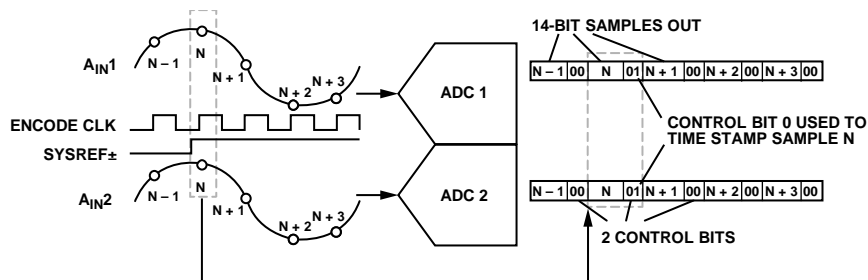 14-BIT SAMPLES OUT
AIN1
N – 1
N
N + 1
N + 2
N + 3
ADC 1
N – 1 00 N 01 N + 1 00 N + 2 00 N + 3 00
ENCODE CLK
SYSREF±
CONTROL BIT 0 USED TO
TIME STAMP SAMPLE N
AIN2
N – 1
N
N + 1
N + 2
N + 3
ADC 2
N – 1 00 N 01 N + 1 00 N + 2 00 N + 3 00
2 CONTROL BITS